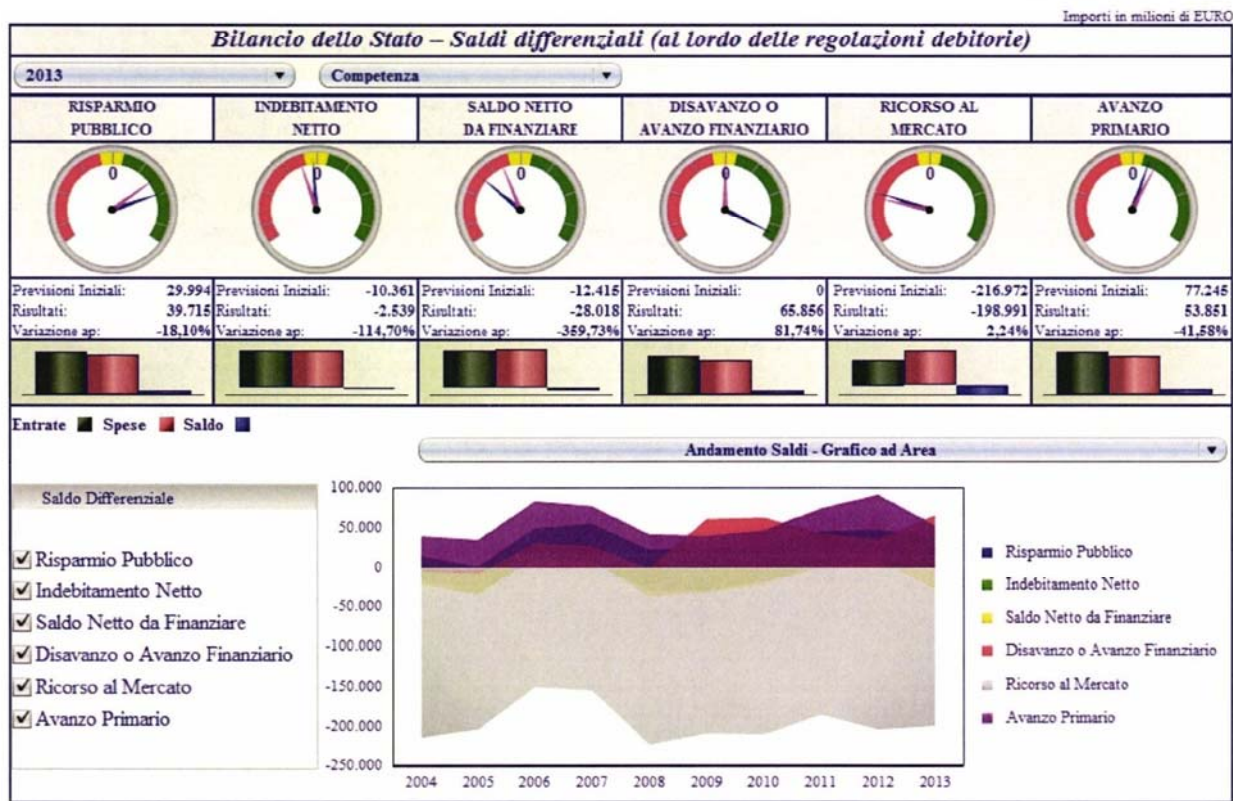 Importi in milioni di EURO
Bilancio dello Stato – Saldi differenziali (al lordo delle regolazioni debitorie)
2013 Competenza
RISPARMIO PUBBLICO
INDEBITAMENTO NETTO
SALDO NETTO DA FINANZIARE
DISAVANZO O AVANZO FINANZIARIO
RICORSO AL MERCATO
AVANZO PRIMARIO
0 0 0 0 0 0
Previsioni Iniziali: 29.994 Previsioni Iniziali: -10.361 Previsioni Iniziali: -12.415 Previsioni Iniziali: 0 Previsioni Iniziali: -216.972 Previsioni Iniziali: 77.245
Risultati: 39.715 Risultati: -2.539 Risultati: -28.018 Risultati: 65.856 Risultati: -198.991 Risultati: 53.851
Variazione ap: -18,10% Variazione ap: -114,70% Variazione ap: -359,73% Variazione ap: 81,74% Variazione ap: 2,24% Variazione ap: -41,58%
Entrate Spese Saldo
Andamento Saldi - Grafico ad Area
Saldo Differenziale
Risparmio Pubblico
Indebitamento Netto
Saldo Netto da Finanziare
Disavanzo o Avanzo Finanziario
Ricorso al Mercato
Avanzo Primario
100.000
50.000
0
-50.000
-100.000
-150.000
-200.000
-250.000
2004 2005 2006 2007 2008 2009 2010 2011 2012 2013
Risparmio Pubblico
Indebitamento Netto
Saldo Netto da Finanziare
Disavanzo o Avanzo Finanziario
Ricorso al Mercato
Avanzo Primario